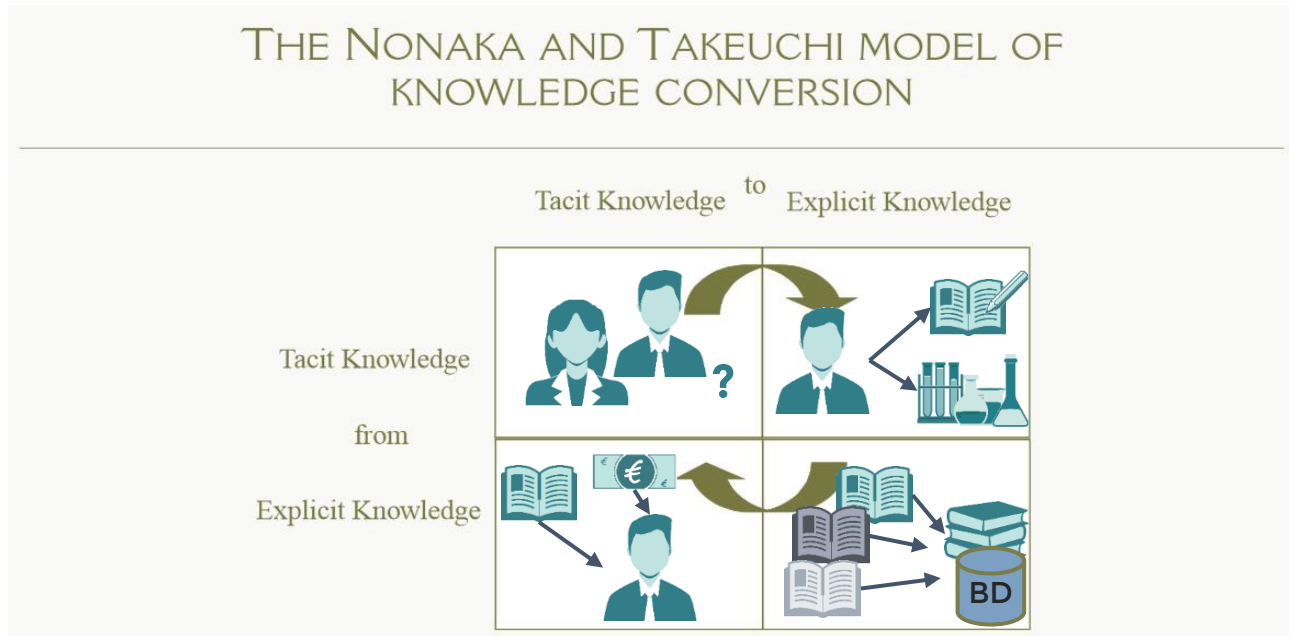 THE NONAKA AND TAKEUCHI MODEL OF
KNOWLEDGE CONVERSION
Tacit Knowledge to Explicit Knowledge
Tacit Knowledge
?
from
Explicit Knowledge
€ € €
BD